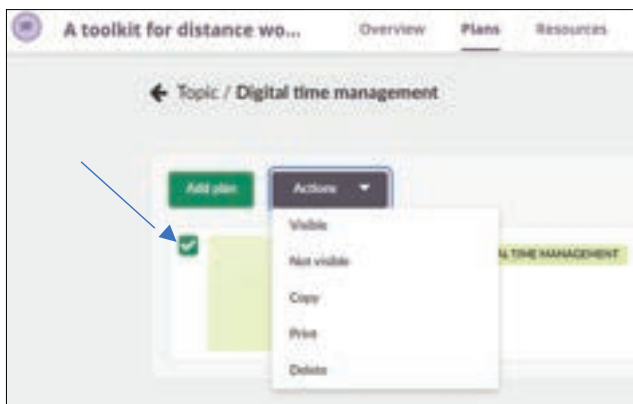 A toolkit for distance wo... Overview Plans Resources
Topic / Digital time management
Add plan Actions
Visible
Not visible
AL TIME MANAGEMENT
Copy
Print
Delete